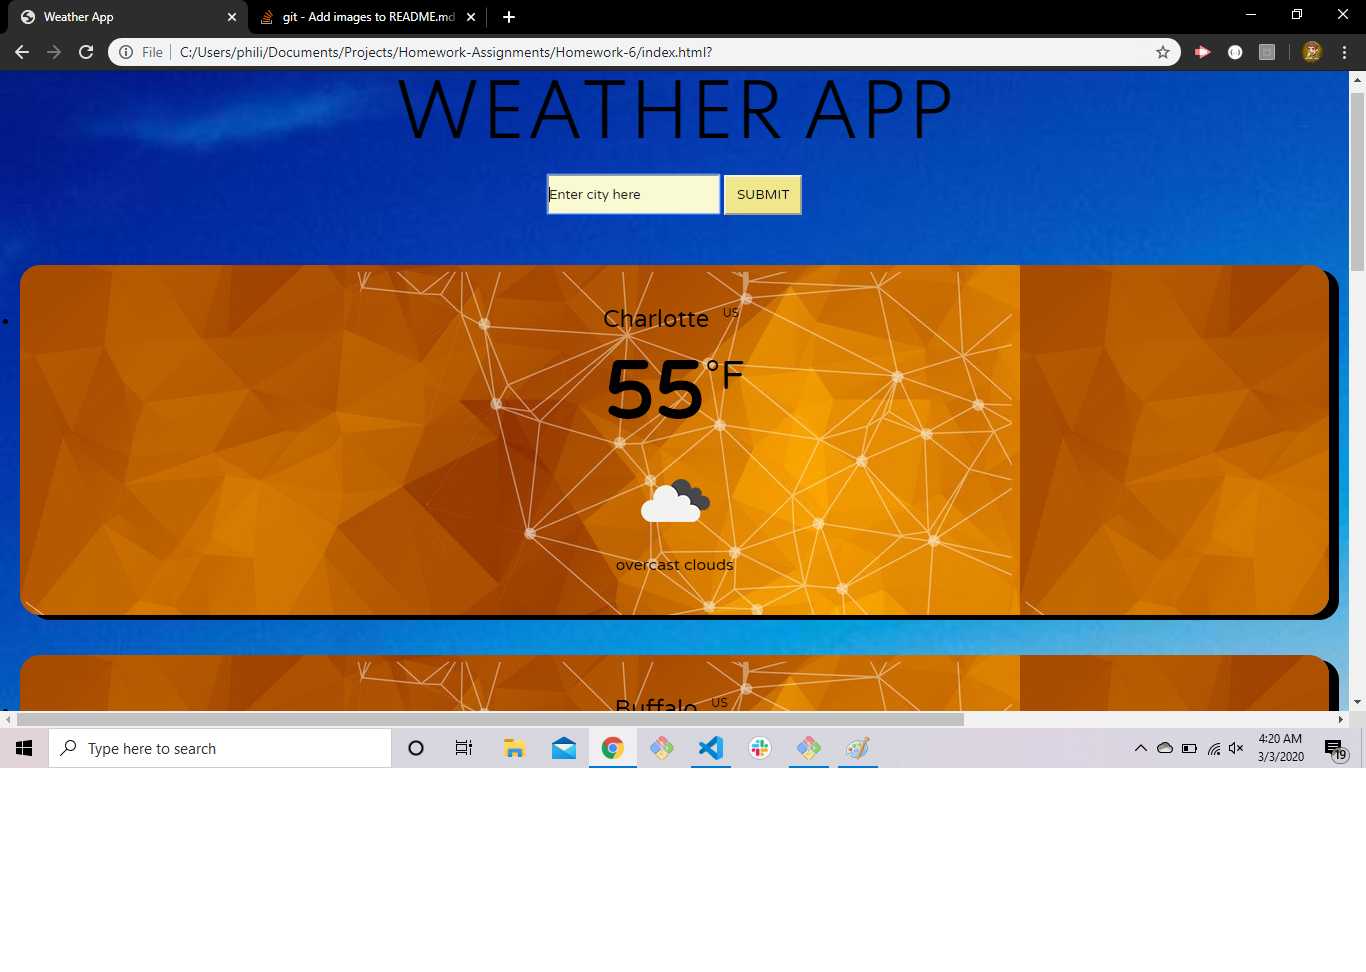 Weather App
git - Add images to README.md
File
C:/Users/phili/Documents/Projects/Homework-Assignments/Homework-6/index.html?
WEATHER APP
Enter city here
SUBMIT
Charlotte US
55°F
overcast clouds
Buffalo US
Type here to search
4:20 AM
3/3/2020
19